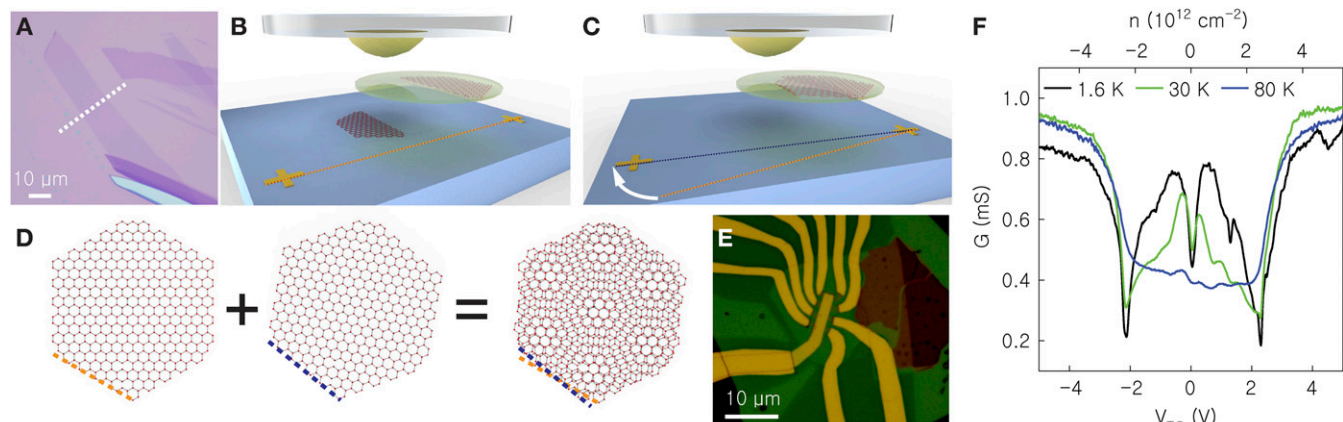 A
10 µm
B
C
D
+
=
E
10 µm
F
n (10¹² cm⁻²)
−4 −2 0 2 4
1.6 K 30 K 80 K
1.0
0.8
0.6
0.4
0.2
G (mS)
−4 −2 0 2 4
(V)